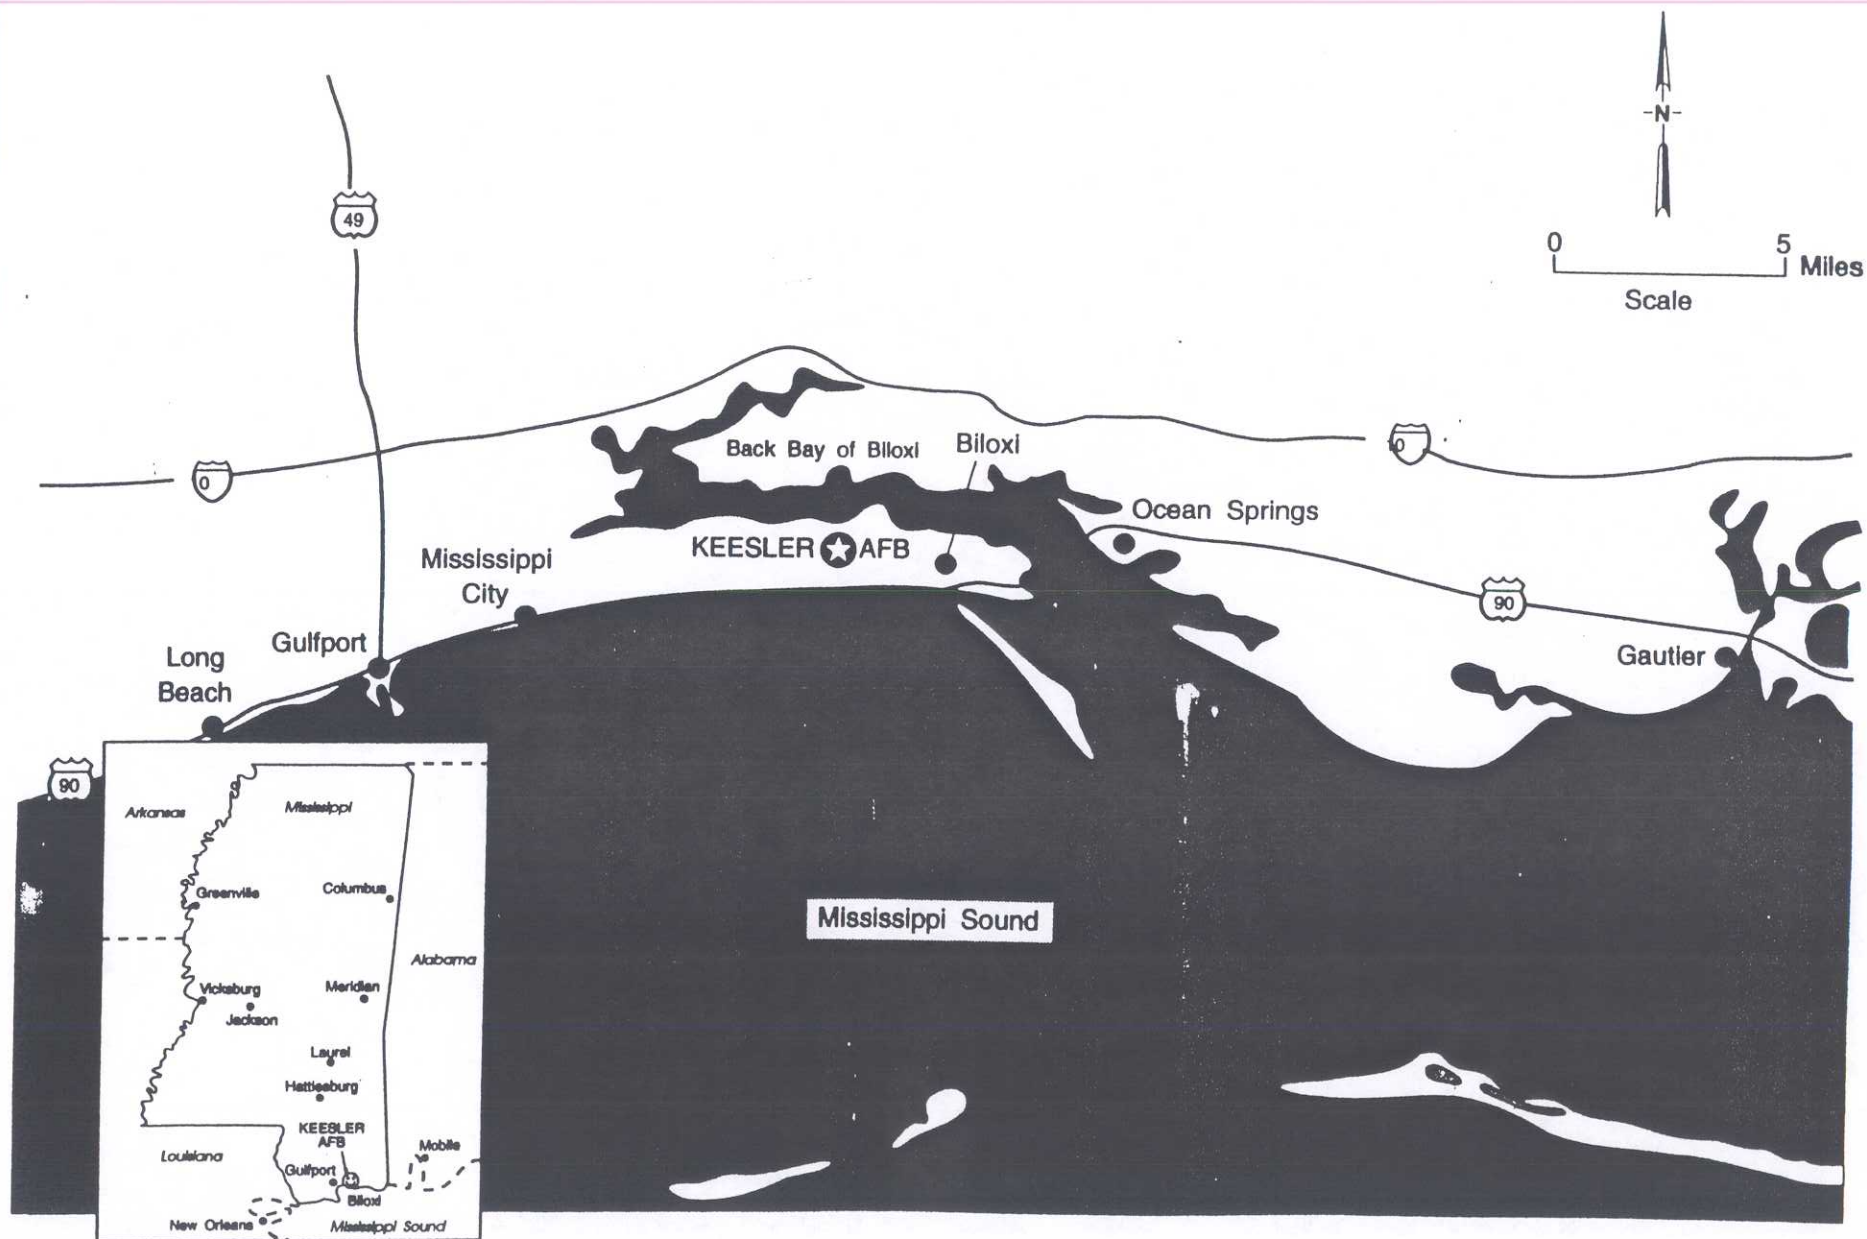 49
N
0 5
Miles
Scale
Back Bay of Biloxi
Biloxi
0
0
Ocean Springs
KEESLER AFB
Mississippi
City
90
Gulfport
Long
Beach
Gautier
90
Mississippi Sound
Arkansas
Mississippi
Greenville
Columbus
Alabama
Vicksburg
Meridian
Jackson
Laurel
Hattiesburg
KEESLER
AFB
Louisiana
Mobile
Gulfport
Biloxi
New Orleans
Mississippi Sound